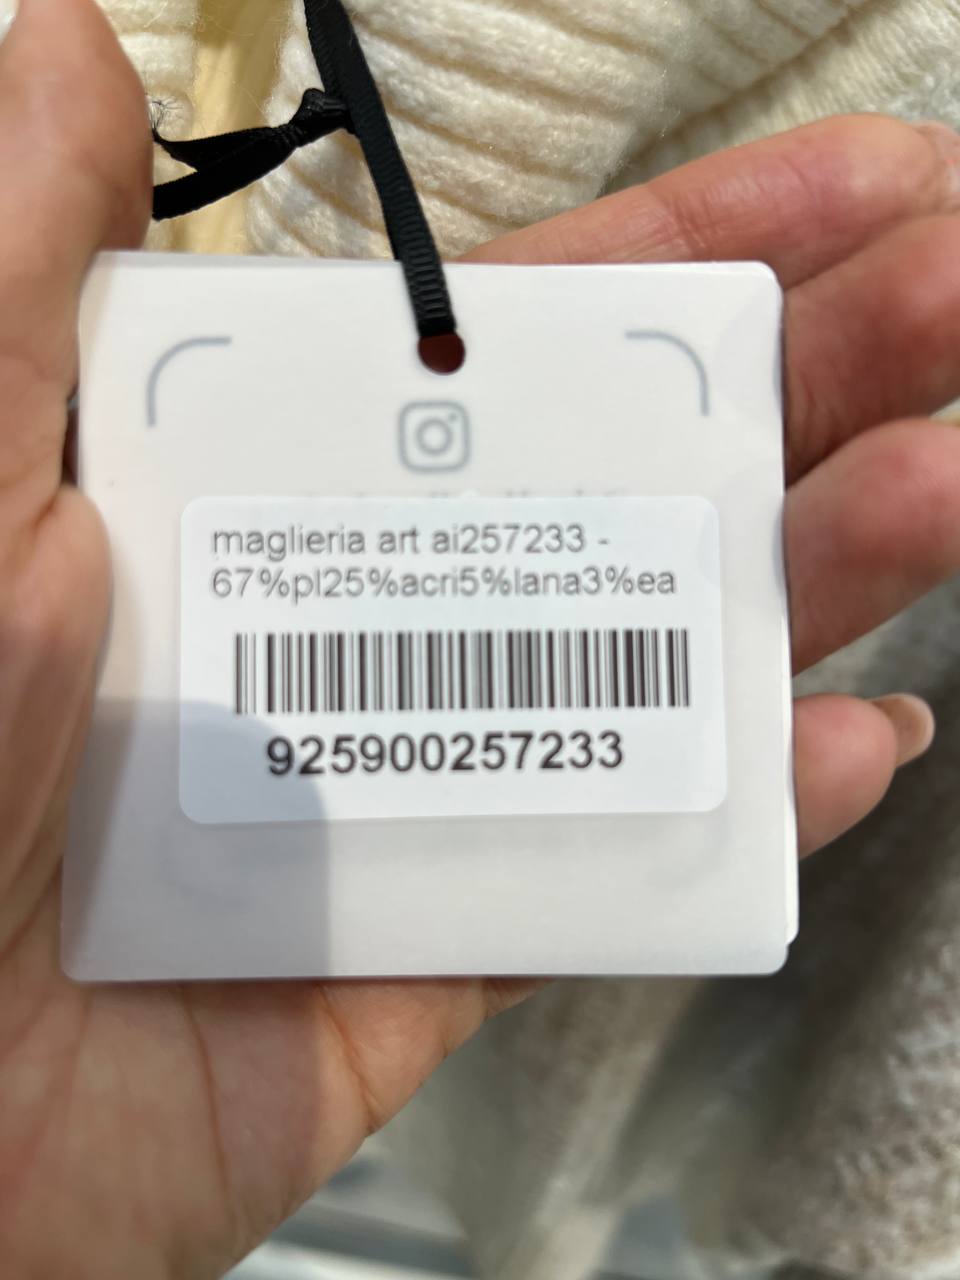 maglieria art ai257233 -
67%pl25%acri5%lana3%ea
925900257233